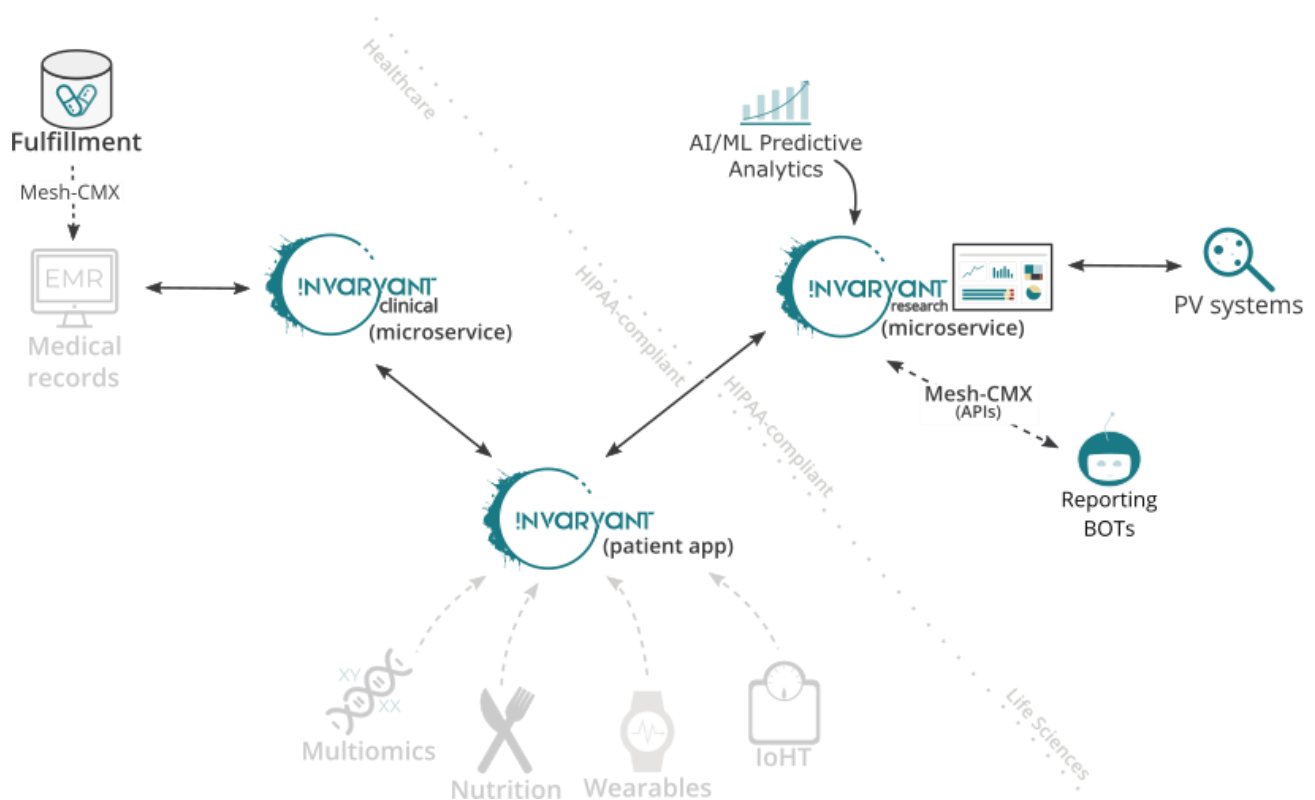 Healthcare
Fulfillment
Mesh-CMX
EMR
Medical
records
!NVARYANT
clinical
(microservice)
HIPAA-compliant
HIPAA-compliant
AI/ML Predictive
Analytics
!NVARYANT
research
(microservice)
PV systems
Mesh-CMX
(APIs)
Reporting
BOTs
!NVARYANT
(patient app)
XY
XX
Multiomics
Nutrition
Wearables
IoHT
Life Sciences